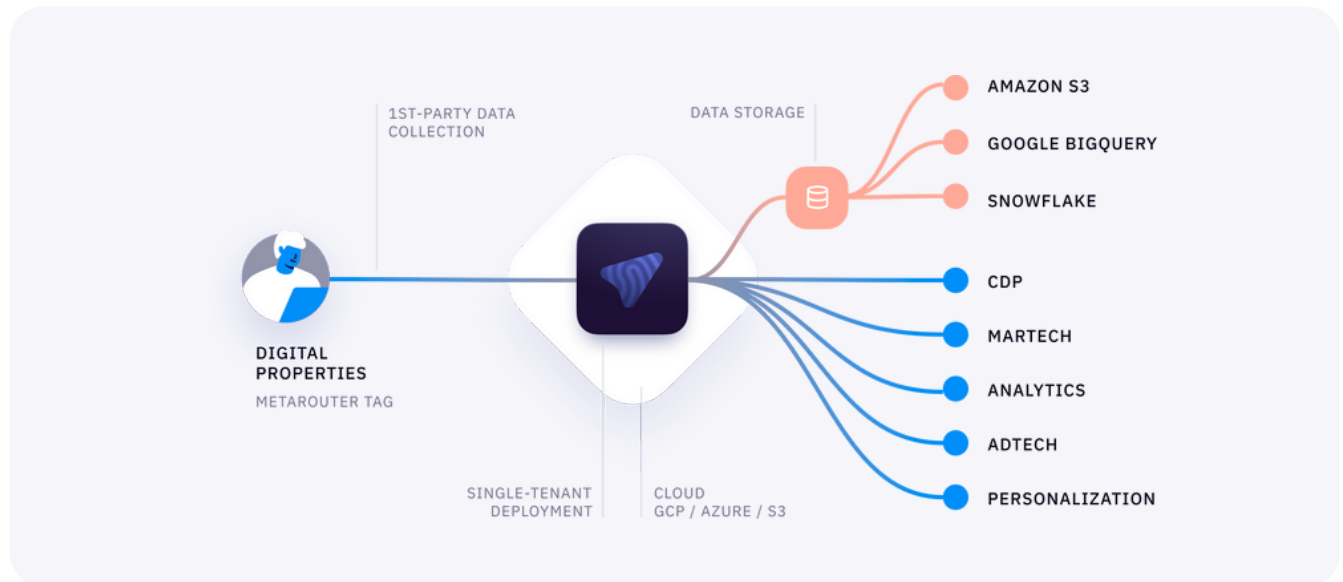 1ST-PARTY DATA
COLLECTION
DATA STORAGE
AMAZON S3
GOOGLE BIGQUERY
SNOWFLAKE
DIGITAL
PROPERTIES
METAROUTER TAG
CDP
MARTECH
ANALYTICS
ADTECH
PERSONALIZATION
SINGLE-TENANT
DEPLOYMENT
CLOUD
GCP / AZURE / S3